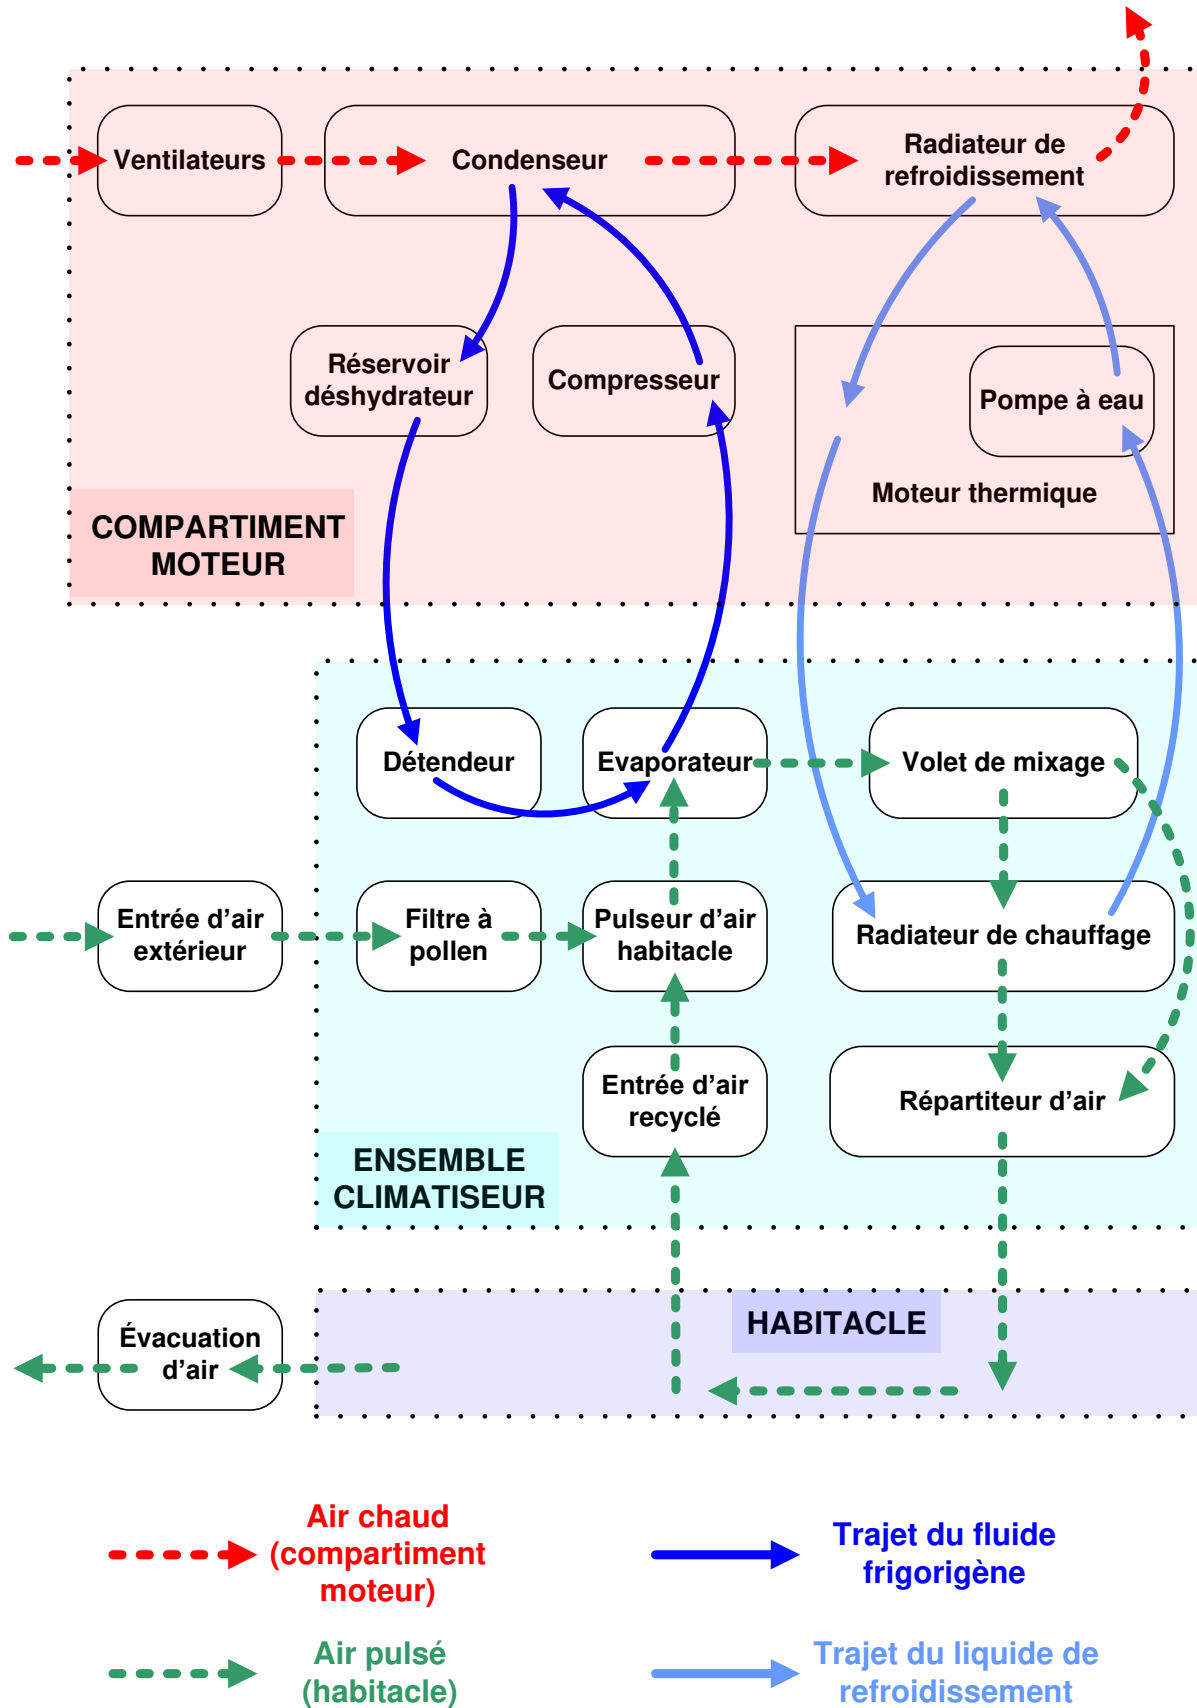 Ventilateurs
Condenseur
Radiateur de
refroidissement
Réservoir
déshydrateur
Compresseur
Pompe à eau
Moteur thermique
COMPARTIMENT
MOTEUR
Détendeur
Evaporateur
Volet de mixage
Entrée d’air
extérieur
Filtre à
pollen
Pulseur d’air
habitacle
Radiateur de chauffage
Entrée d’air
recyclé
Répartiteur d’air
ENSEMBLE
CLIMATISEUR
HABITACLE
Évacuation
d’air
Air chaud
(compartiment
moteur)
Trajet du fluide
frigorigène
Air pulsé
(habitacle)
Trajet du liquide de
refroidissement